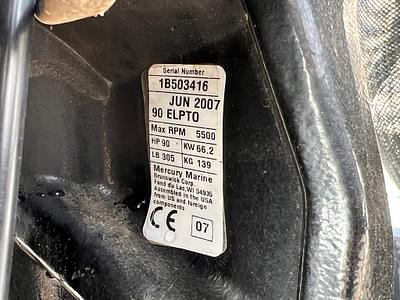 Serial Number
1B503416
JUN 2007
90 ELPTO
Max RPM 5500
HP 90 KW 66,2
LB 305 KG 139
Mercury Marine
Brunswick Corp.
Fond du Lac, WI 54935
Assembled in the USA
from US and foreign
components
CE 07